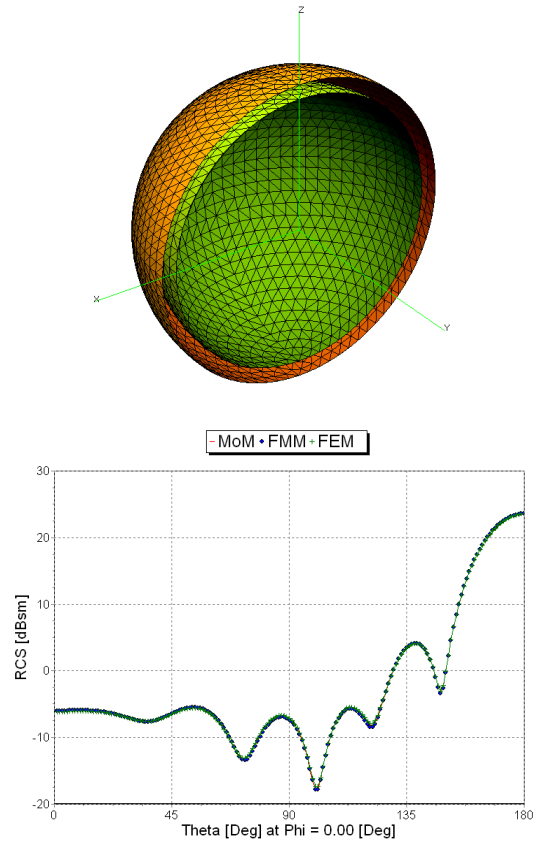 Z
X
Y
MoM FMM FEM
30
20
10
0
-10
-20
RCS [dBsm]
0 45 90 135 180
Theta [Deg] at Phi = 0.00 [Deg]